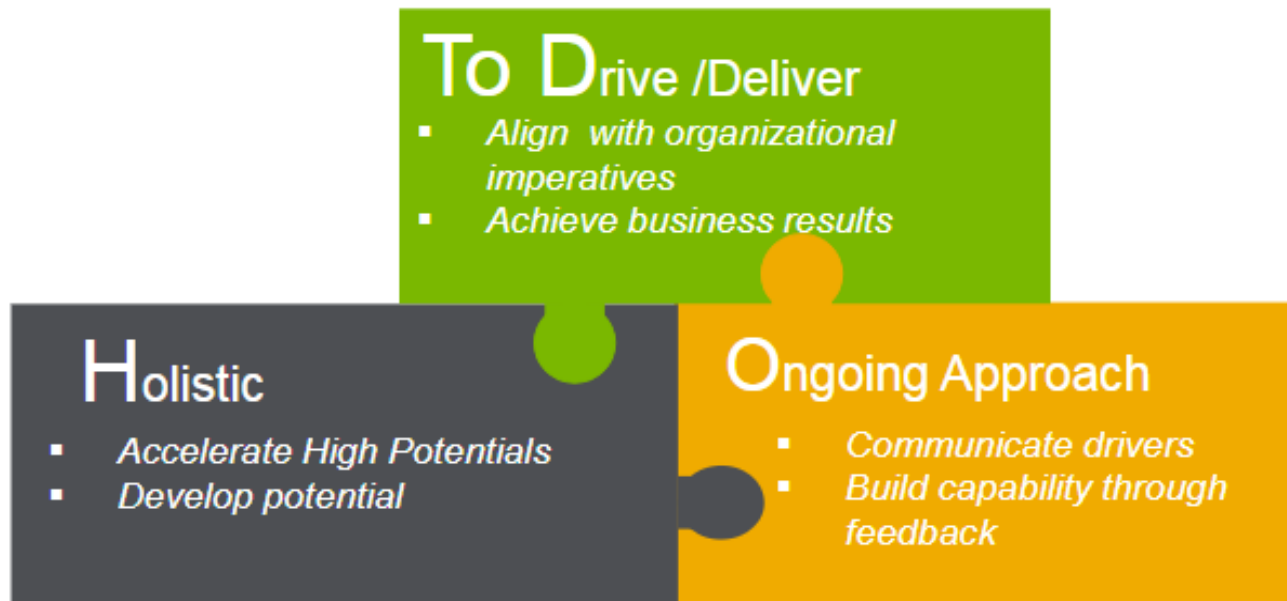 To Drive /Deliver
▪ Align with organizational
imperatives
▪ Achieve business results
Holistic
▪ Accelerate High Potentials
▪ Develop potential
Ongoing Approach
▪ Communicate drivers
▪ Build capability through
feedback